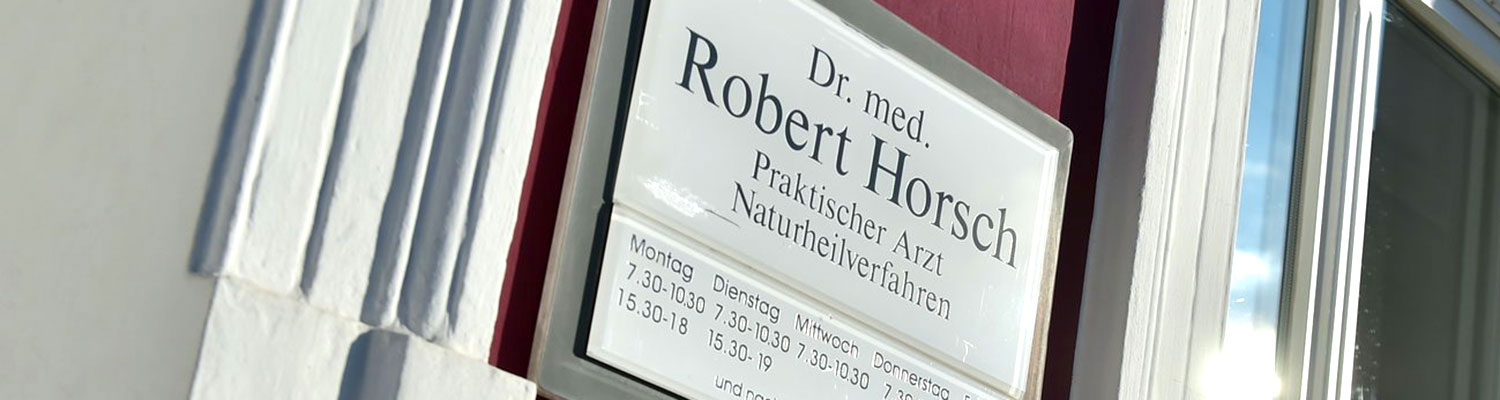 Dr. med.
Robert Horsch
Praktischer Arzt
Naturheilverfahren
Montag Dienstag Mittwoch Donnerstag
7.30-10.30 7.30-10.30 7.30-10.30
15.30-18 15.30-19
und